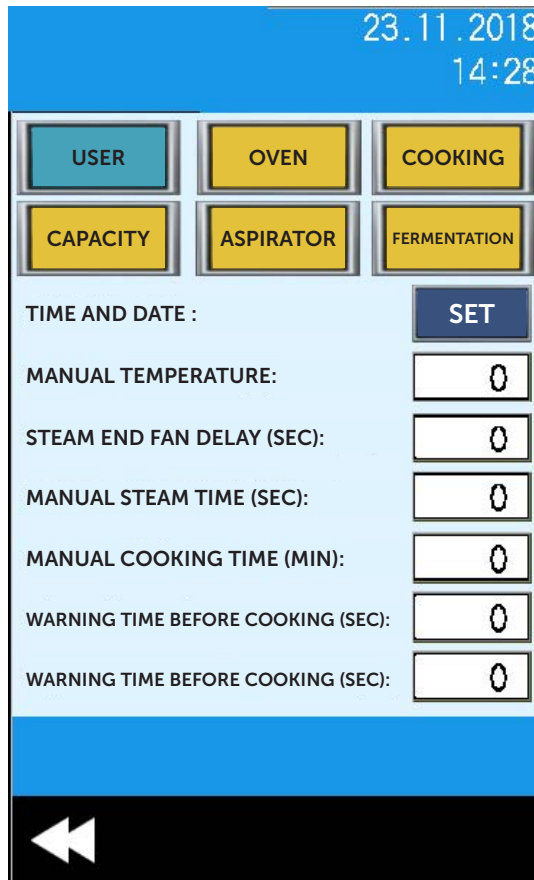 23.11.2018
14:28
USER OVEN COOKING
CAPACITY ASPIRATOR FERMENTATION
TIME AND DATE : SET
MANUAL TEMPERATURE: 0
STEAM END FAN DELAY (SEC): 0
MANUAL STEAM TIME (SEC): 0
MANUAL COOKING TIME (MIN): 0
WARNING TIME BEFORE COOKING (SEC): 0
WARNING TIME BEFORE COOKING (SEC): 0